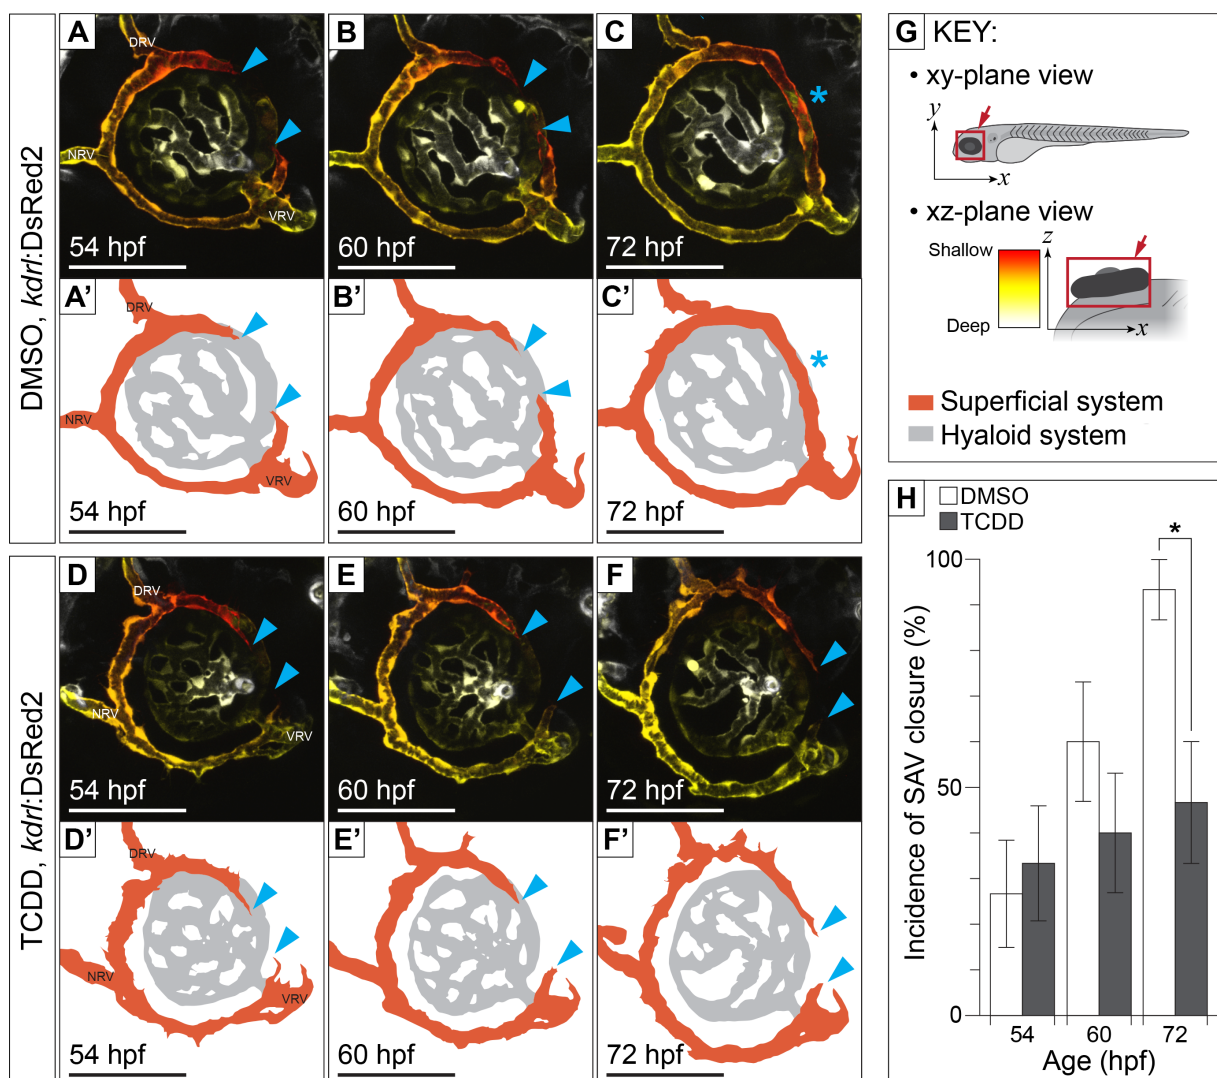 DMSO, kdrl:DsRed2
A
DRV
NRV
VRV
54 hpf
B
60 hpf
C
*
72 hpf
A’
DRV
NRV
VRV
54 hpf
B’
60 hpf
C’
*
72 hpf
TCDD, kdrl:DsRed2
D
DRV
NRV
VRV
54 hpf
E
60 hpf
F
72 hpf
D’
DRV
NRV
VRV
54 hpf
E’
60 hpf
F’
72 hpf
G KEY:
• xy-plane view
y
x
• xz-plane view
Shallow
Deep
z
x
Superficial system
Hyaloid system
H
DMSO
TCDD
*
Incidence of SAV closure (%)
100
50
0
54 60 72
Age (hpf)